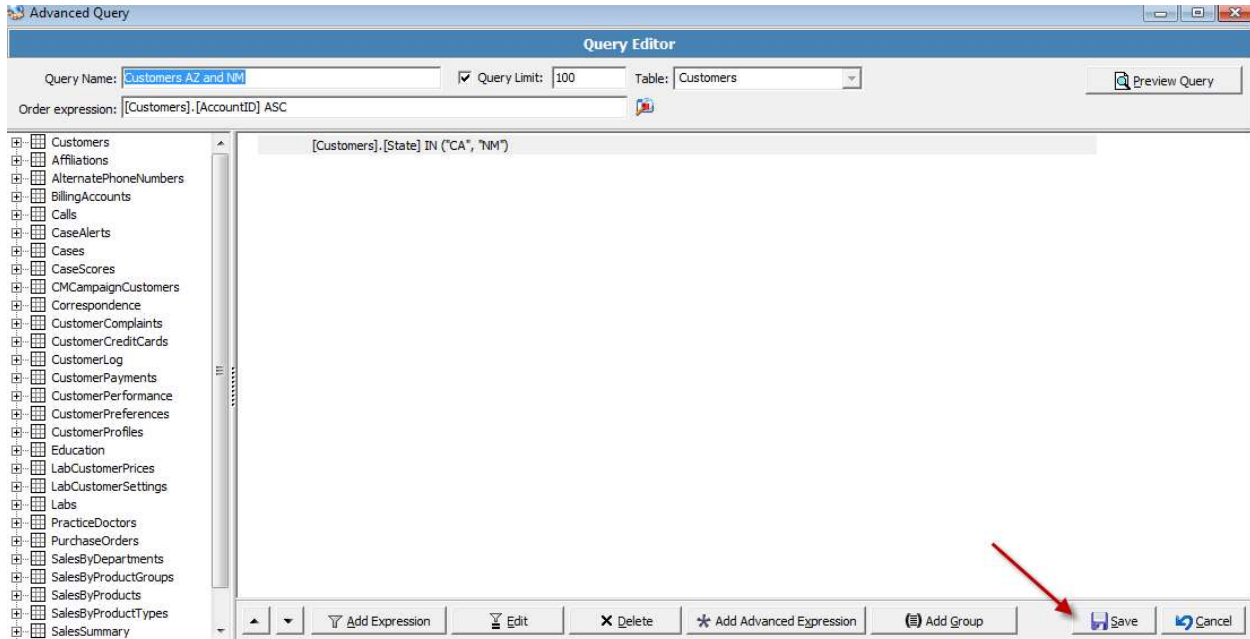 Advanced Query
Query Editor
Query Name: Customers AZ and NM Query Limit: 100 Table: Customers Preview Query
Order expression: [Customers].[AccountID] ASC
[Customers].[State] IN ("CA", "NM")
Customers
Affiliations
AlternatePhoneNumbers
BillingAccounts
Calls
CaseAlerts
Cases
CaseScores
CMCampaignCustomers
Correspondence
CustomerComplaints
CustomerCreditCards
CustomerLog
CustomerPayments
CustomerPerformance
CustomerPreferences
CustomerProfiles
Education
LabCustomerPrices
LabCustomerSettings
Labs
PracticeDoctors
PurchaseOrders
SalesByDepartments
SalesByProductGroups
SalesByProducts
SalesByProductTypes
SalesSummary
Add Expression Edit Delete Add Advanced Expression Add Group Save Cancel